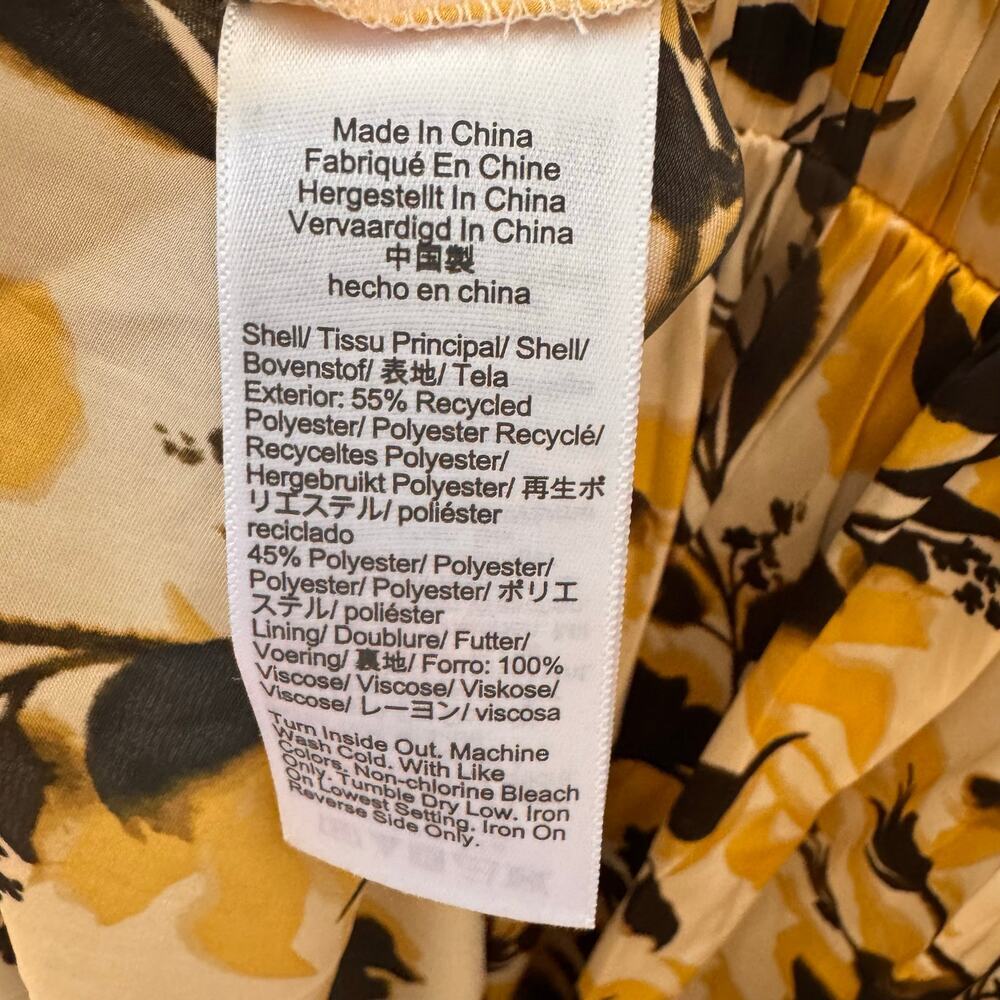 Made In China
Fabriqué En Chine
Hergestellt In China
Vervaardigd In China
中国製
hecho en china
Shell/ Tissu Principal/ Shell/
Bovenstof/ 表地/ Tela
Exterior: 55% Recycled
Polyester/ Polyester Recyclé/
Recyceltes Polyester/
Hergebruikt Polyester/ 再生ポ
リエステル/ poliéster
reciclado
45% Polyester/ Polyester/
Polyester/ Polyester/ ポリエ
ステル/ poliéster
Lining/ Doublure/ Futter/
Voering/ 裏地/ Forro: 100%
Viscose/ Viscose/ Viskose/
Viscose/ レーヨン/ viscosa
Turn Inside Out. Machine
Wash Cold. With Like
Colors. Non-chlorine Bleach
Only. Tumble Dry Low. Iron
On Lowest Setting. Iron On
Reverse Side Only.